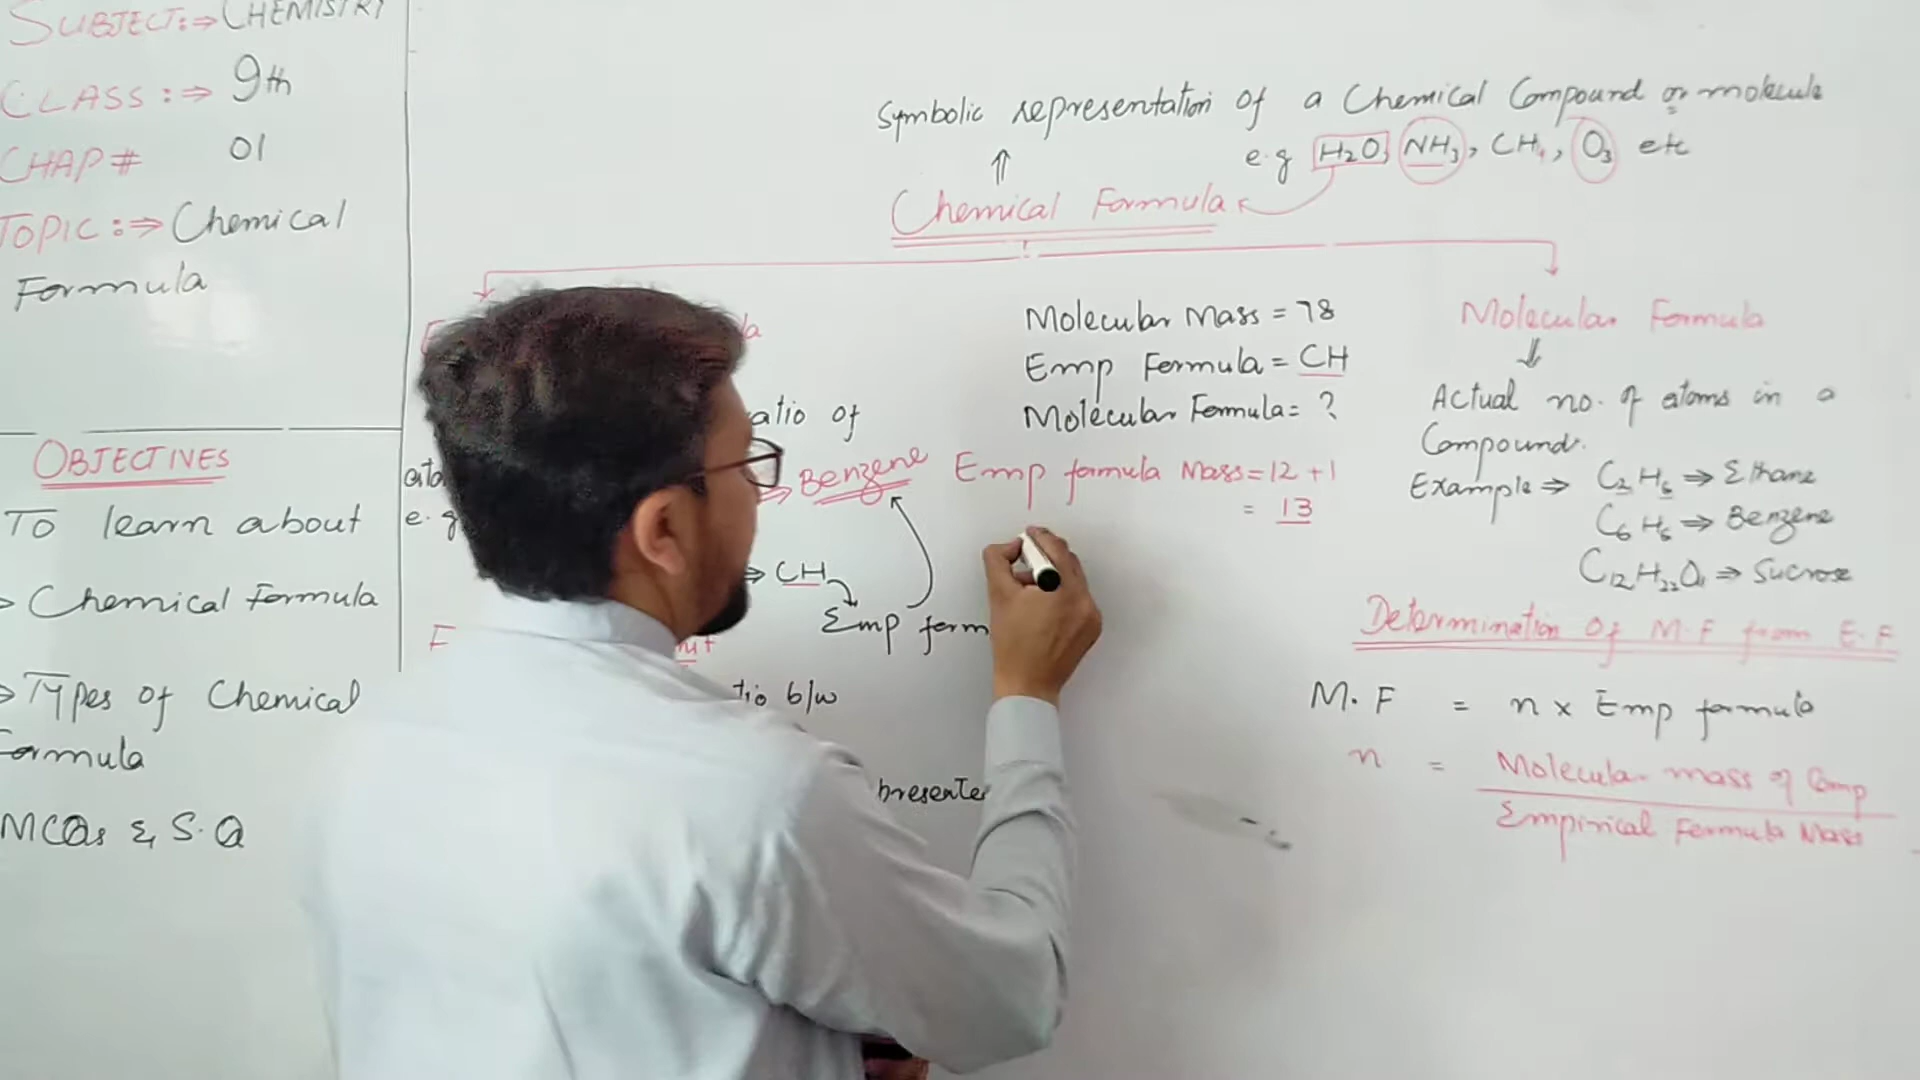 SUBJECT:⇒ CHEMISTRY
CLASS:⇒ 9th
CHAP# 01
TOPIC:⇒ Chemical
Formula
OBJECTIVES
To learn about
> Chemical Formula
> Types of Chemical
Formula
MCQs & S.Q
Symbolic representation of a Chemical Compound or molecule
e.g H2O, NH3, CH4, O3 etc
Chemical Formula
atio of
e.g ⇒ Benzene
⇒ CH
Emp form
tio b/w
presente
Molecular Mass = 78
Emp Formula = CH
Molecular Formula = ?
Emp formula Mass = 12 + 1
= 13
Molecular Formula
Actual no. of atoms in a
Compound.
Example ⇒ C2H6 ⇒ Ethane
C6H6 ⇒ Benzene
C12H22O11 ⇒ Sucrose
Determination Of M.F from E.F
M.F = n x Emp formula
n = Molecular mass of Comp
Empirical Formula Mass